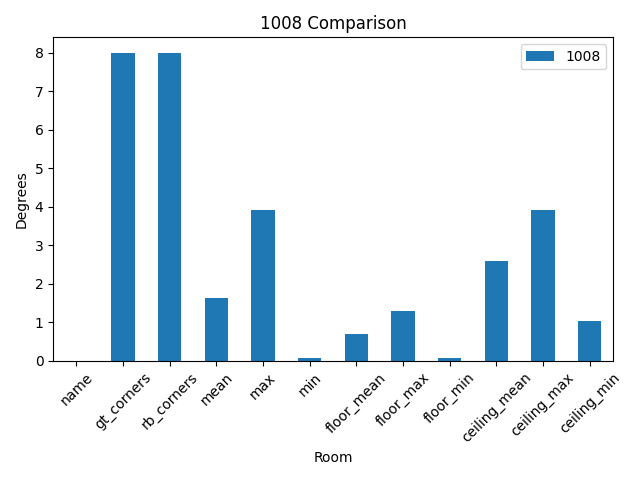 1008 Comparison
1008
Degrees
8
7
6
5
4
3
2
1
0
name
gt_corners
rb_corners
mean
max
min
floor_mean
floor_max
floor_min
ceiling_mean
ceiling_max
ceiling_min
Room